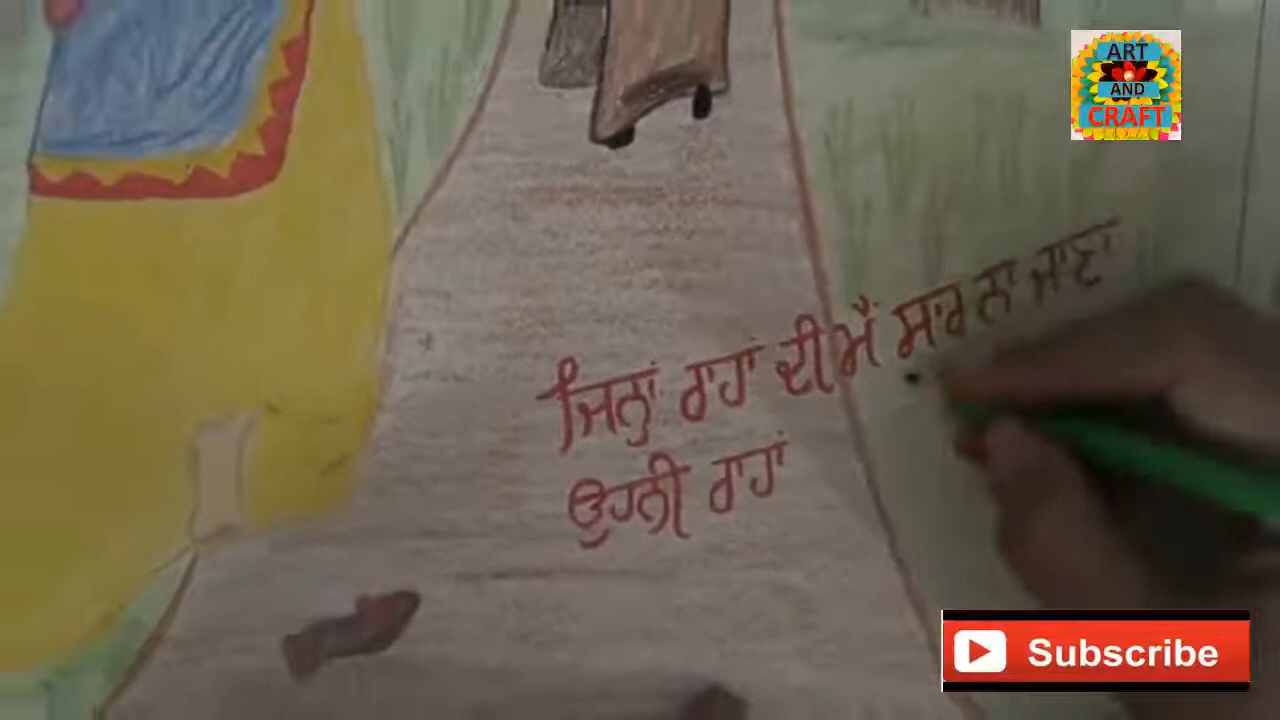 ART
AND
CRAFT
ਜਿਨਾਂ ਰਾਹਾਂ ਦੀ ਮੈਂ ਸਾਰ ਨਾ ਜਾਣਾਂ
ਉਹਨੀ ਰਾਹਾਂ
Subscribe